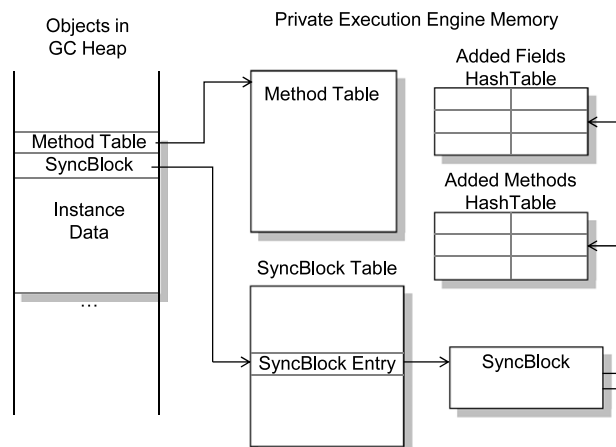 Objects in
GC Heap
Private Execution Engine Memory
Method Table
SyncBlock
Instance
Data
...
Method Table
Added Fields
HashTable
Added Methods
HashTable
SyncBlock Table
SyncBlock Entry
SyncBlock